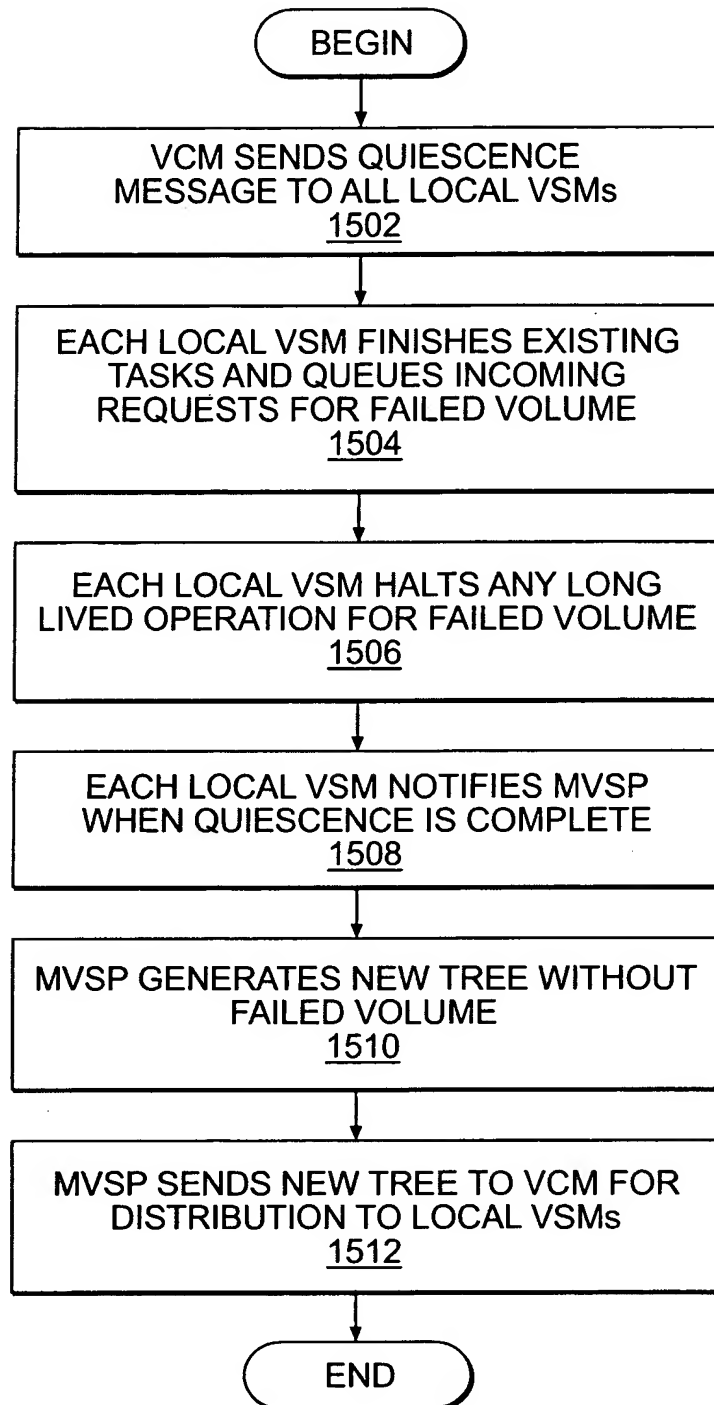 BEGIN
VCM SENDS QUIESCENCE
MESSAGE TO ALL LOCAL VSMs
1502
EACH LOCAL VSM FINISHES EXISTING
TASKS AND QUEUES INCOMING
REQUESTS FOR FAILED VOLUME
1504
EACH LOCAL VSM HALTS ANY LONG
LIVED OPERATION FOR FAILED VOLUME
1506
EACH LOCAL VSM NOTIFIES MVSP
WHEN QUIESCENCE IS COMPLETE
1508
MVSP GENERATES NEW TREE WITHOUT
FAILED VOLUME
1510
MVSP SENDS NEW TREE TO VCM FOR
DISTRIBUTION TO LOCAL VSMs
1512
END